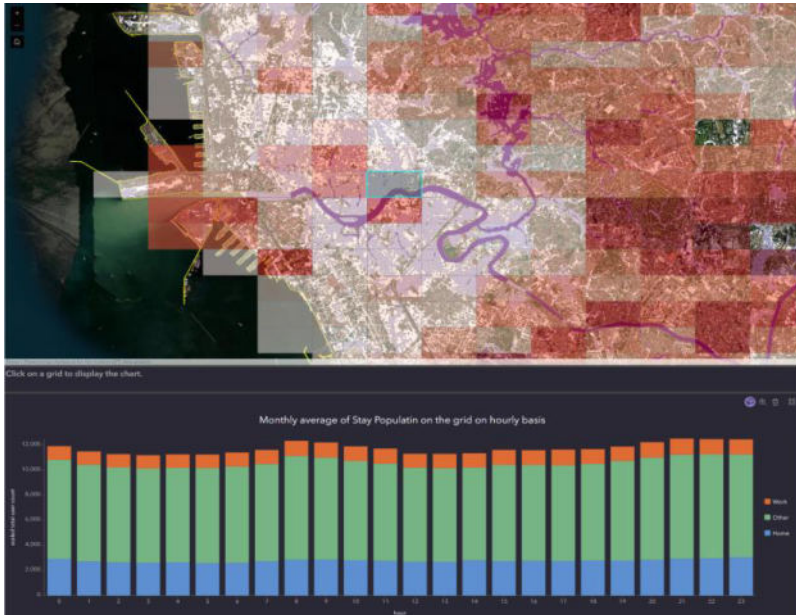 Click on a grid to display the chart.
Monthly average of Stay Populatin on the grid on hourly basis
12,000
10,000
8,000
6,000
4,000
2,000
0
Work
Other
Home
0 1 2 3 4 5 6 7 8 9 10 11 12 13 14 15 16 17 18 19 20 21 22 23
hour